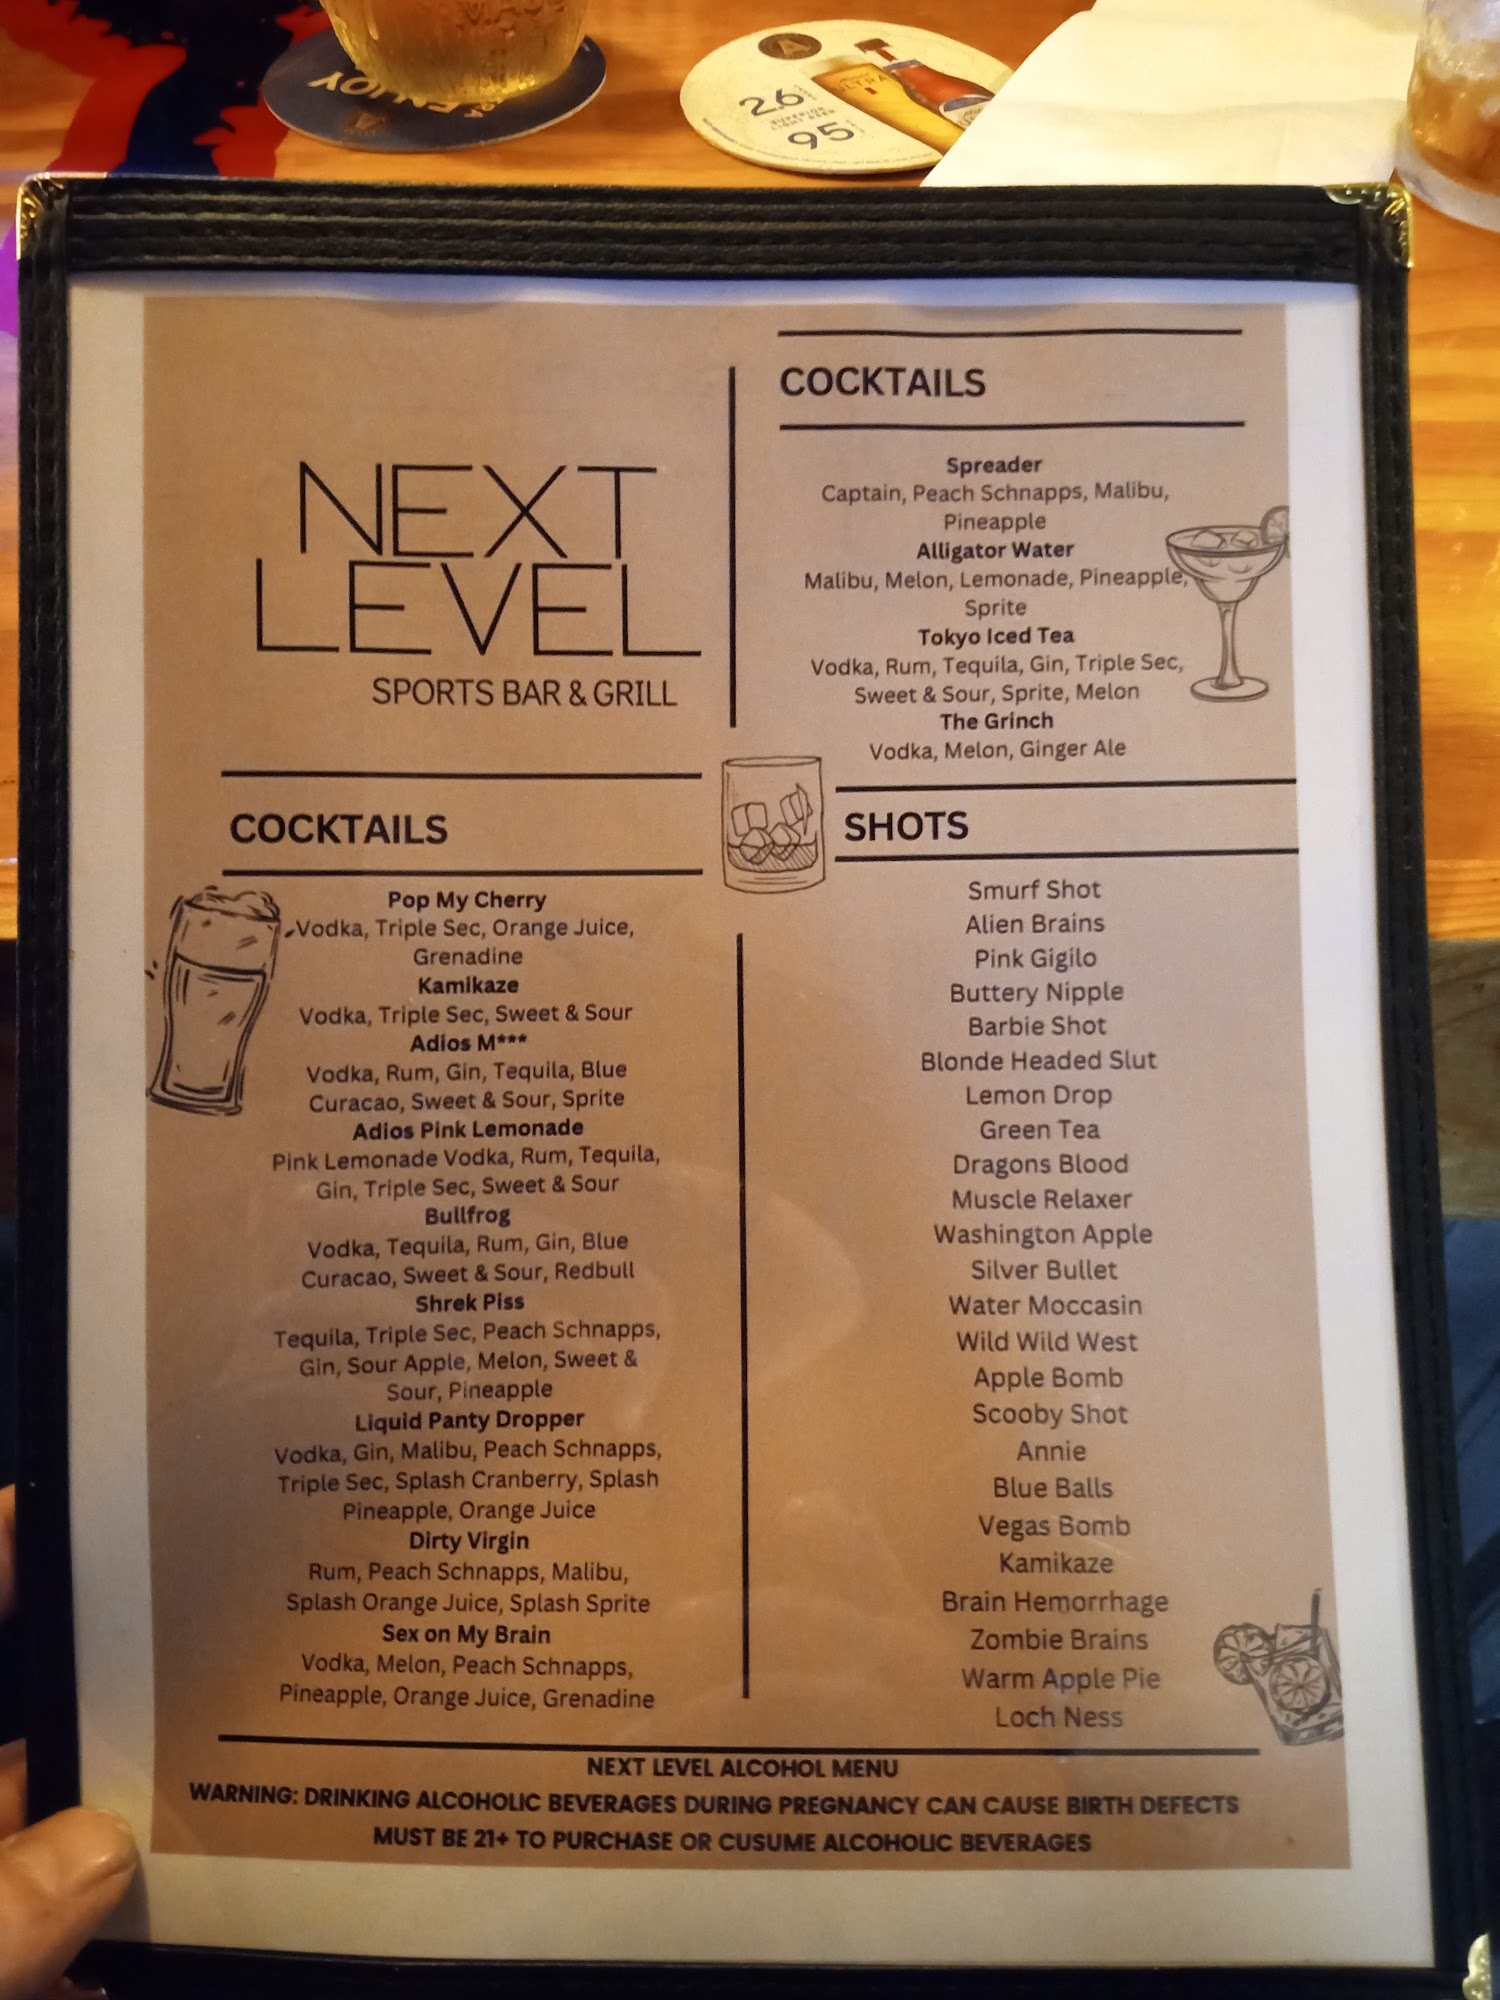 MADE
ENJOY
26
SUPERIOR
LIGHT BEER
95
ULTRA
NEXT
LEVEL
SPORTS BAR & GRILL
COCKTAILS
Spreader
Captain, Peach Schnapps, Malibu,
Pineapple
Alligator Water
Malibu, Melon, Lemonade, Pineapple,
Sprite
Tokyo Iced Tea
Vodka, Rum, Tequila, Gin, Triple Sec,
Sweet & Sour, Sprite, Melon
The Grinch
Vodka, Melon, Ginger Ale
COCKTAILS
Pop My Cherry
Vodka, Triple Sec, Orange Juice,
Grenadine
Kamikaze
Vodka, Triple Sec, Sweet & Sour
Adios M***
Vodka, Rum, Gin, Tequila, Blue
Curacao, Sweet & Sour, Sprite
Adios Pink Lemonade
Pink Lemonade Vodka, Rum, Tequila,
Gin, Triple Sec, Sweet & Sour
Bullfrog
Vodka, Tequila, Rum, Gin, Blue
Curacao, Sweet & Sour, Redbull
Shrek Piss
Tequila, Triple Sec, Peach Schnapps,
Gin, Sour Apple, Melon, Sweet &
Sour, Pineapple
Liquid Panty Dropper
Vodka, Gin, Malibu, Peach Schnapps,
Triple Sec, Splash Cranberry, Splash
Pineapple, Orange Juice
Dirty Virgin
Rum, Peach Schnapps, Malibu,
Splash Orange Juice, Splash Sprite
Sex on My Brain
Vodka, Melon, Peach Schnapps,
Pineapple, Orange Juice, Grenadine
SHOTS
Smurf Shot
Alien Brains
Pink Gigilo
Buttery Nipple
Barbie Shot
Blonde Headed Slut
Lemon Drop
Green Tea
Dragons Blood
Muscle Relaxer
Washington Apple
Silver Bullet
Water Moccasin
Wild Wild West
Apple Bomb
Scooby Shot
Annie
Blue Balls
Vegas Bomb
Kamikaze
Brain Hemorrhage
Zombie Brains
Warm Apple Pie
Loch Ness
NEXT LEVEL ALCOHOL MENU
WARNING: DRINKING ALCOHOLIC BEVERAGES DURING PREGNANCY CAN CAUSE BIRTH DEFECTS
MUST BE 21+ TO PURCHASE OR CUSUME ALCOHOLIC BEVERAGES